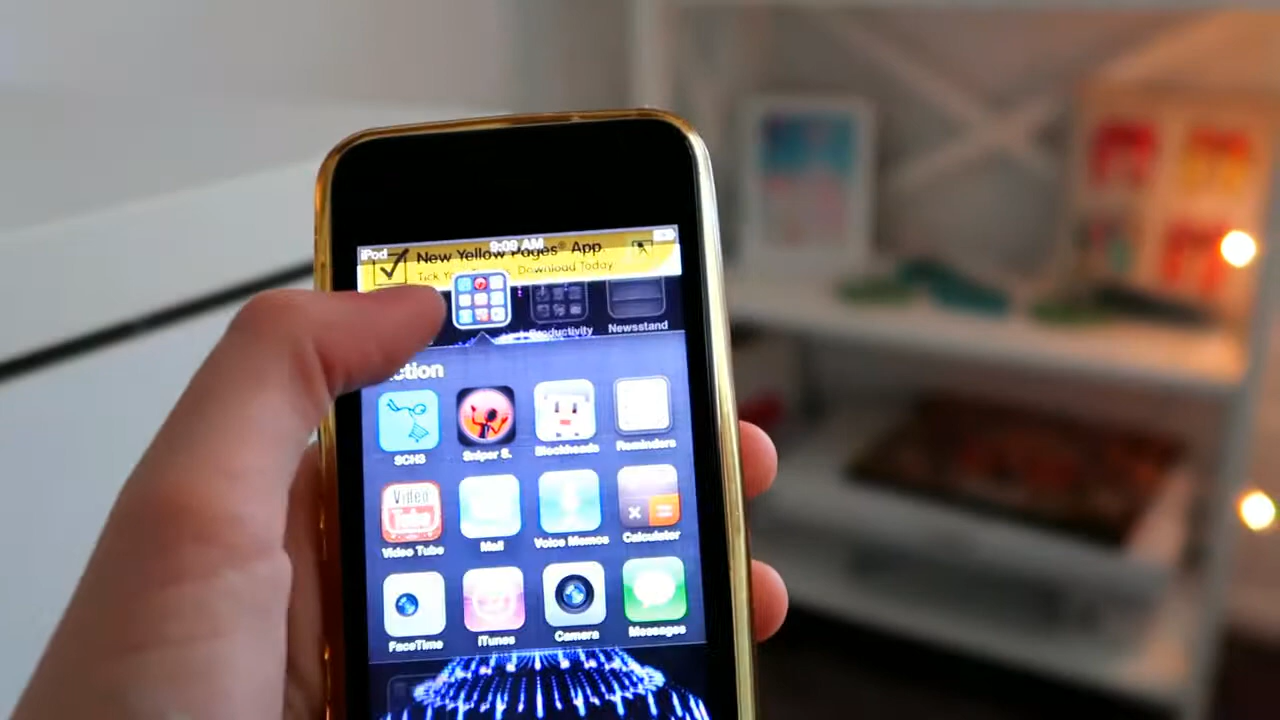 iPod 9:09 AM
New Yellow Pages® App.
Download Today
Productivity Newsstand
SCH3 Sniper S. Blockheads Reminders
Video Tube
Video Tube Mail Voice Memos Calculator
FaceTime iTunes Camera Messages